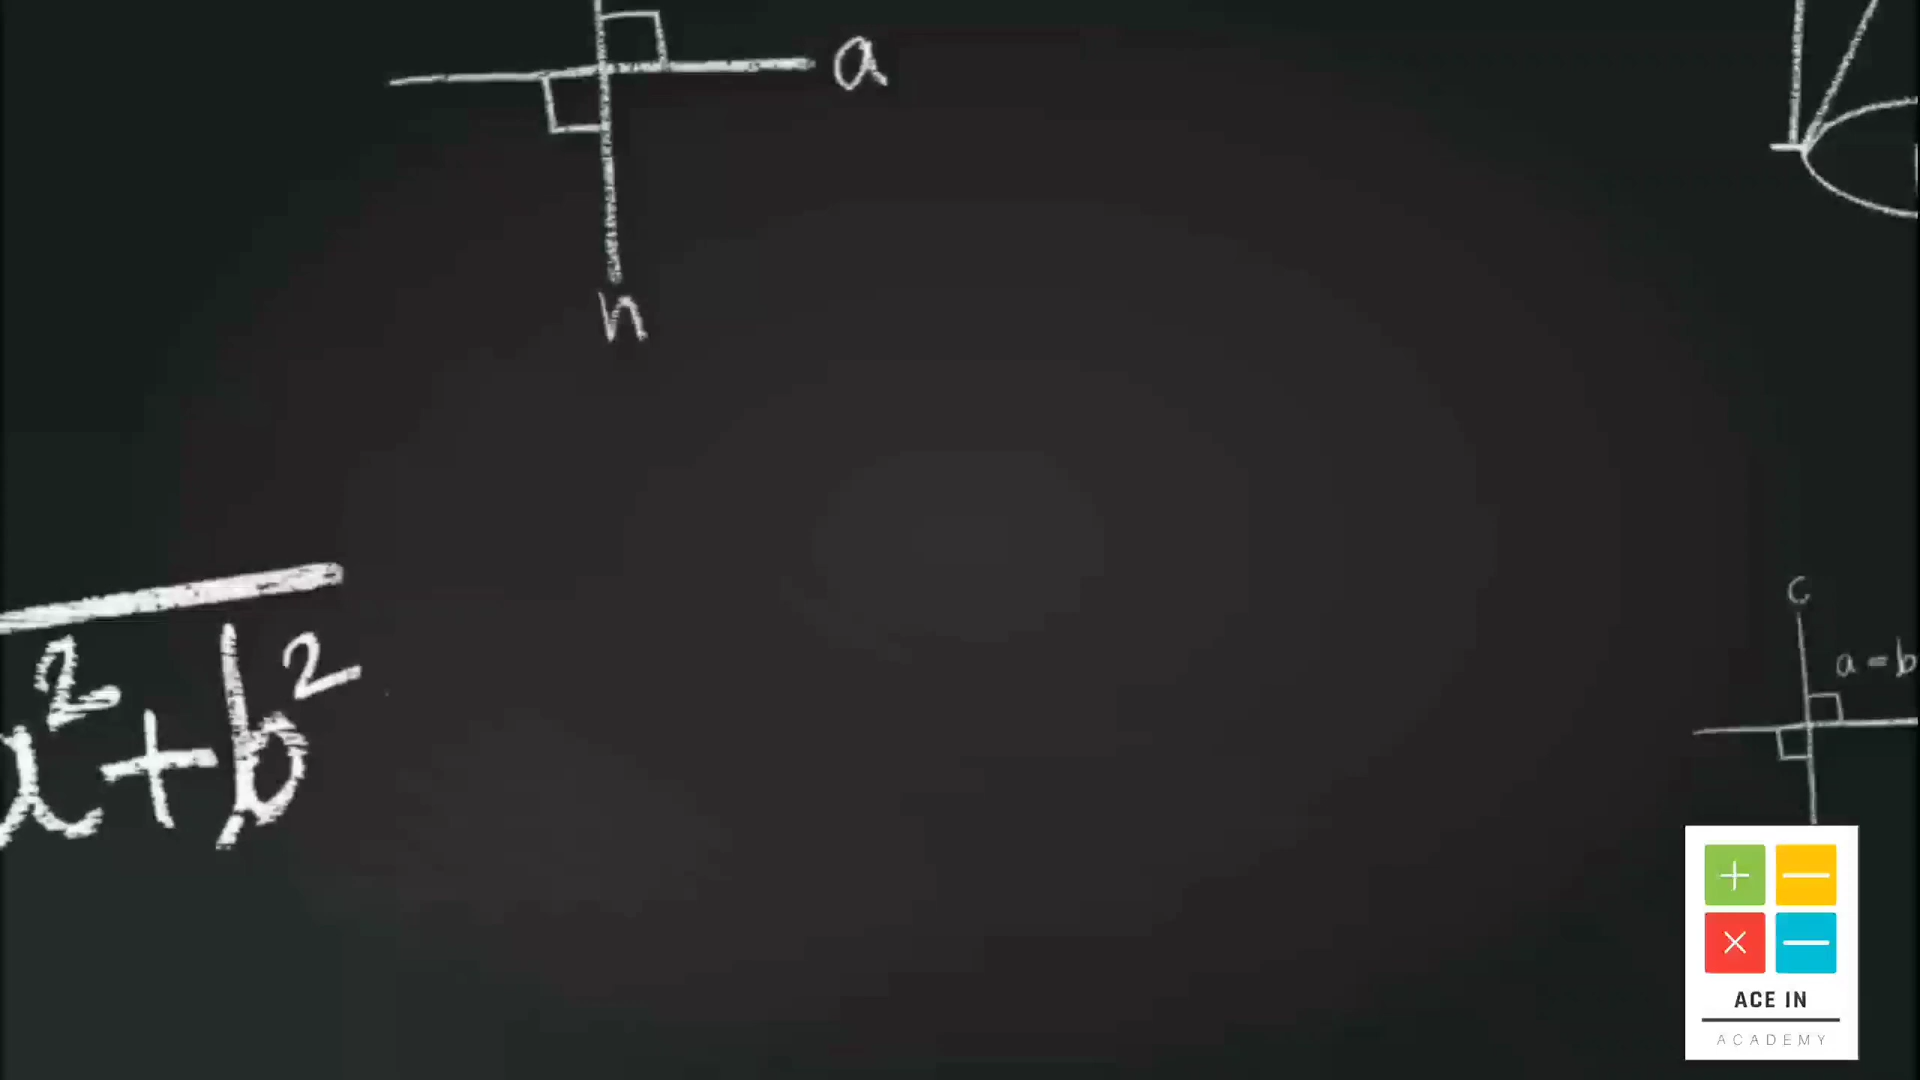 a
n
c
a = b
a²+b²
ACE IN
ACADEMY